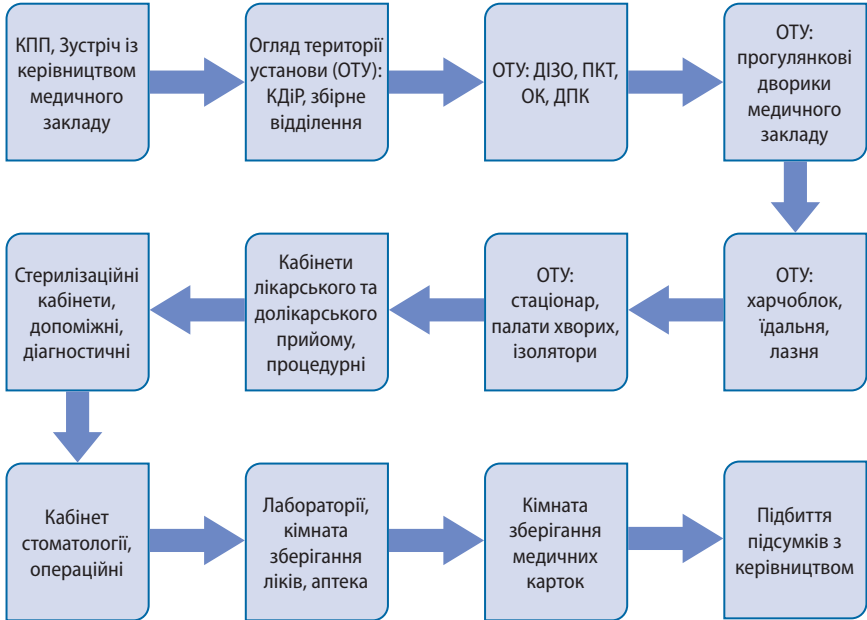 КПП, Зустріч із
керівництвом
медичного
закладу
Огляд території
установи (ОТУ):
КДіР, збірне
відділення
ОТУ: ДІЗО, ПКТ,
ОК, ДПК
ОТУ:
прогулянкові
дворики
медичного
закладу
ОТУ:
харчоблок,
їдальня,
лазня
ОТУ:
стаціонар,
палати хворих,
ізолятори
Кабінети
лікарського та
долікарського
прийому,
процедурні
Стерилізаційні
кабінети,
допоміжні,
діагностичні
Кабінет
стоматології,
операційні
Лабораторії,
кімната
зберігання
ліків, аптека
Кімната
зберігання
медичних
карток
Підбиття
підсумків з
керівництвом